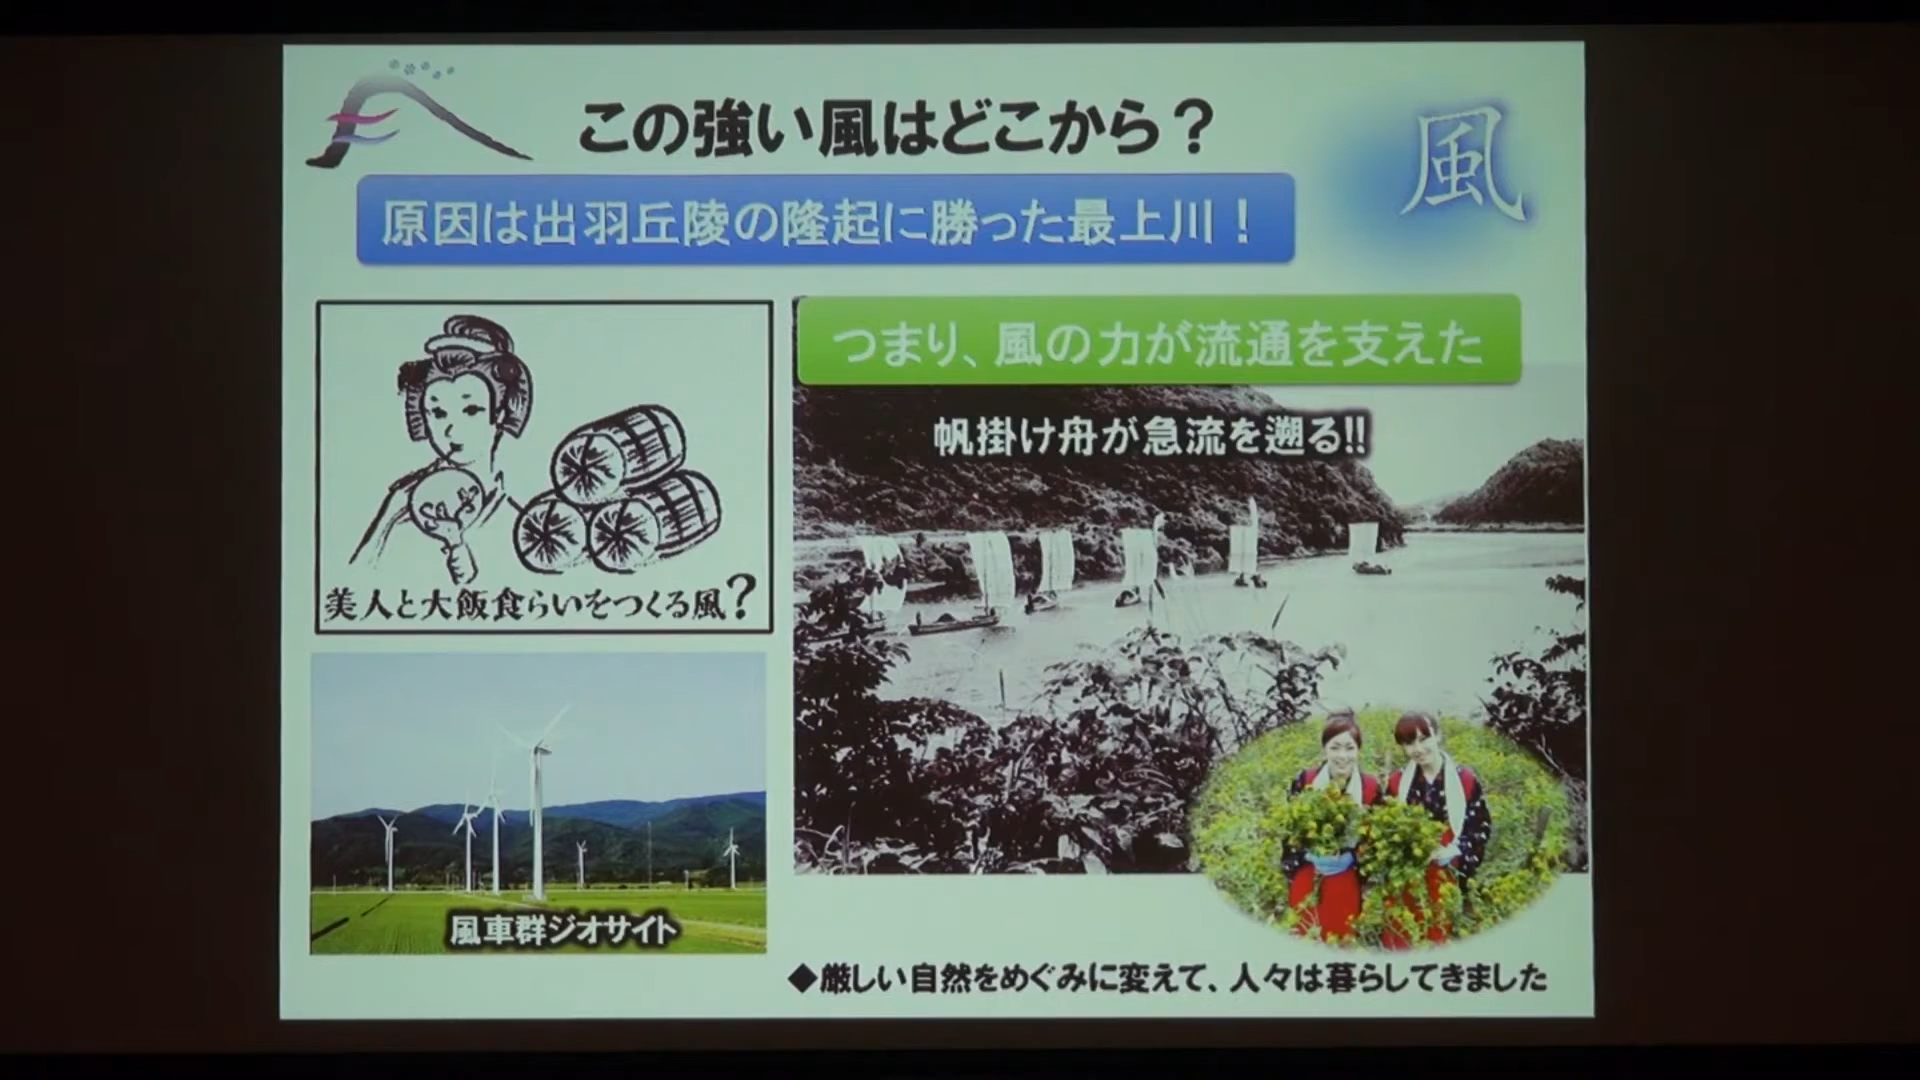 この強い風はどこから？
風
原因は出羽丘陵の隆起に勝った最上川！
つまり、風の力が流通を支えた
帆掛け舟が急流を遡る!!
美人と大飯食らいをつくる風?
風車群ジオサイト
◆厳しい自然をめぐみに変えて、人々は暮らしてきました